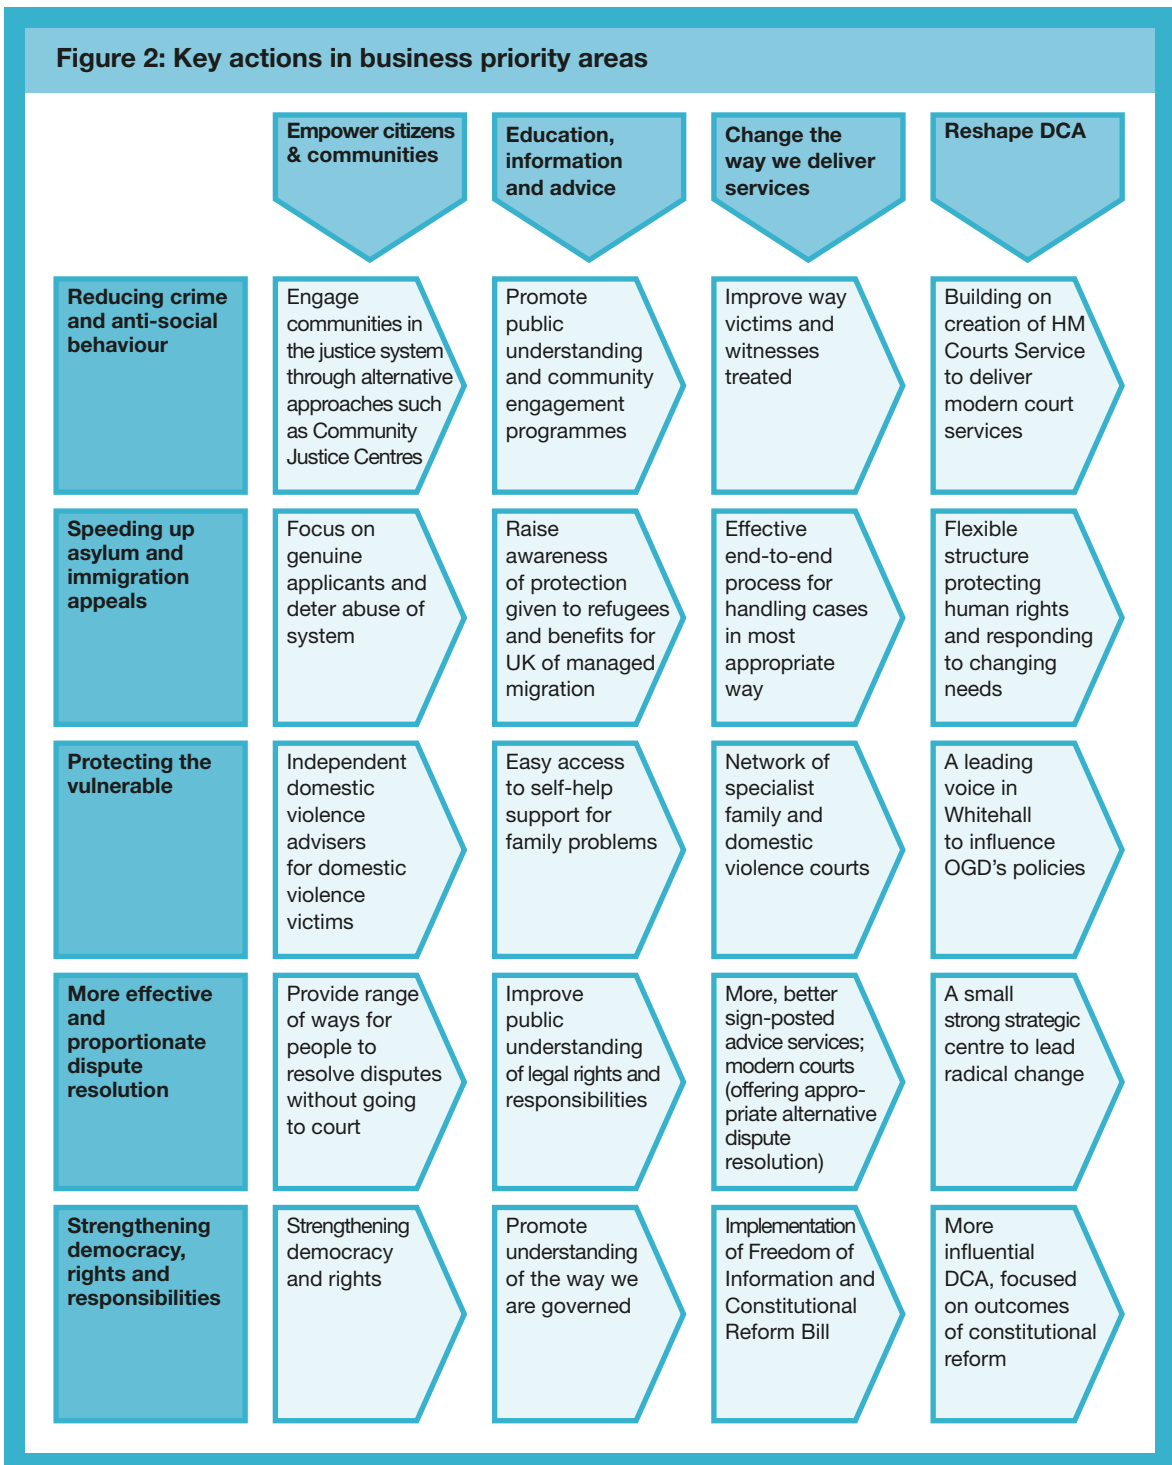 Figure 2: Key actions in business priority areas
Empower citizens
& communities
Education,
information
and advice
Change the
way we deliver
services
Reshape DCA
Reducing crime
and anti-social
behaviour
Engage
communities in
the justice system
through alternative
approaches such
as Community
Justice Centres
Promote
public
understanding
and community
engagement
programmes
Improve way
victims and
witnesses
treated
Building on
creation of HM
Courts Service
to deliver
modern court
services
Speeding up
asylum and
immigration
appeals
Focus on
genuine
applicants and
deter abuse of
system
Raise
awareness
of protection
given to refugees
and benefits for
UK of managed
migration
Effective
end-to-end
process for
handling cases
in most
appropriate
way
Flexible
structure
protecting
human rights
and responding
to changing
needs
Protecting the
vulnerable
Independent
domestic
violence
advisers
for domestic
violence
victims
Easy access
to self-help
support for
family problems
Network of
specialist
family and
domestic
violence courts
A leading
voice in
Whitehall
to influence
OGD's policies
More effective
and
proportionate
dispute
resolution
Provide range
of ways for
people to
resolve disputes
without going
to court
Improve
public
understanding
of legal rights and
responsibilities
More, better
sign-posted
advice services;
modern courts
(offering appro-
priate alternative
dispute
resolution)
A small
strong strategic
centre to lead
radical change
Strengthening
democracy,
rights and
responsibilities
Strengthening
democracy
and rights
Promote
understanding
of the way we
are governed
Implementation
of Freedom of
Information and
Constitutional
Reform Bill
More
influential
DCA, focused
on outcomes
of constitutional
reform